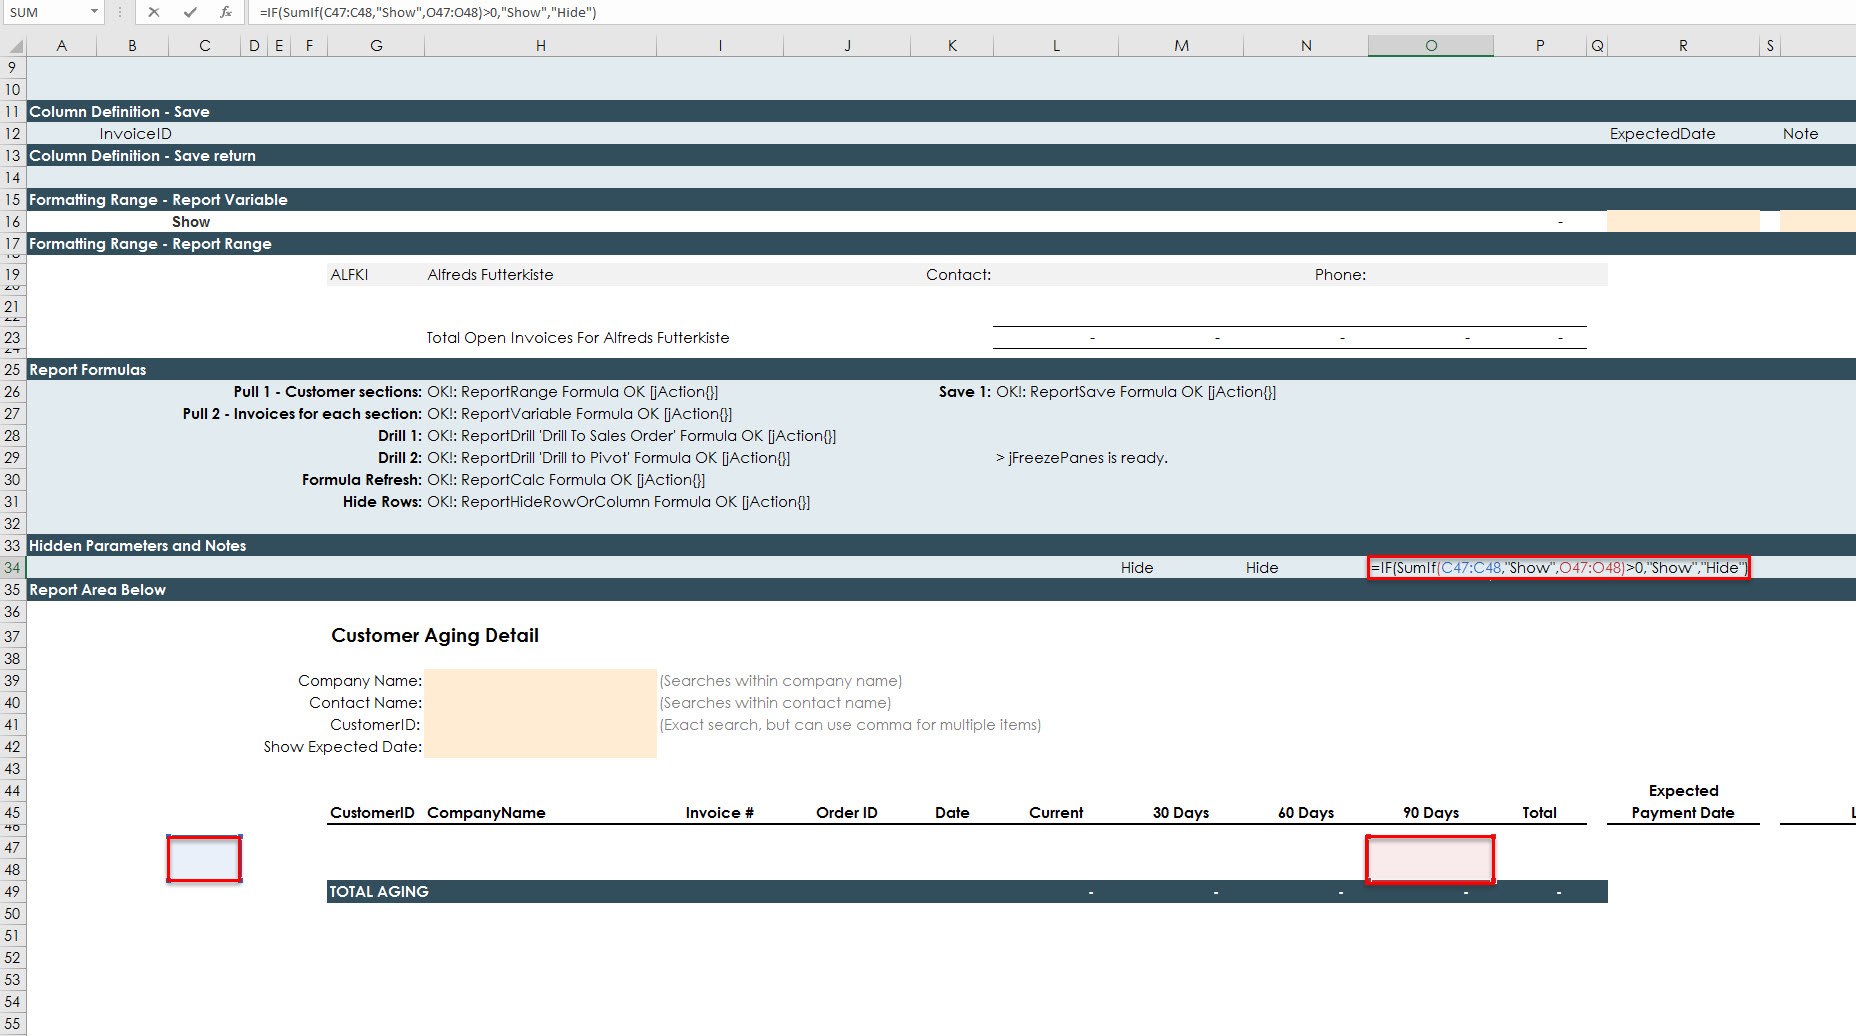 SUM =IF(SumIf(C47:C48,"Show",O47:O48)>0,"Show","Hide")
A B C D E F G H I J K L M N O P Q R S
9
10
11 Column Definition - Save
12 InvoiceID ExpectedDate Note
13 Column Definition - Save return
14
15 Formatting Range - Report Variable
16 Show -
17 Formatting Range - Report Range
18
19 ALFKI Alfreds Futterkiste Contact: Phone:
20
21
22
23 Total Open Invoices For Alfreds Futterkiste - - - - -
24
25 Report Formulas
26 Pull 1 - Customer sections: OK!: ReportRange Formula OK [jAction{}] Save 1: OK!: ReportSave Formula OK [jAction{}]
27 Pull 2 - Invoices for each section: OK!: ReportVariable Formula OK [jAction{}]
28 Drill 1: OK!: ReportDrill 'Drill To Sales Order' Formula OK [jAction{}]
29 Drill 2: OK!: ReportDrill 'Drill to Pivot' Formula OK [jAction{}] > jFreezePanes is ready.
30 Formula Refresh: OK!: ReportCalc Formula OK [jAction{}]
31 Hide Rows: OK!: ReportHideRowOrColumn Formula OK [jAction{}]
32
33 Hidden Parameters and Notes
34 Hide Hide =IF(SumIf(C47:C48,"Show",O47:O48)>0,"Show","Hide")
35 Report Area Below
36
37 Customer Aging Detail
38
39 Company Name: (Searches within company name)
40 Contact Name: (Searches within contact name)
41 CustomerID: (Exact search, but can use comma for multiple items)
42 Show Expected Date:
43
44 Expected
45 CustomerID CompanyName Invoice # Order ID Date Current 30 Days 60 Days 90 Days Total Payment Date L
46
47
48
49 TOTAL AGING - - - - -
50
51
52
53
54
55